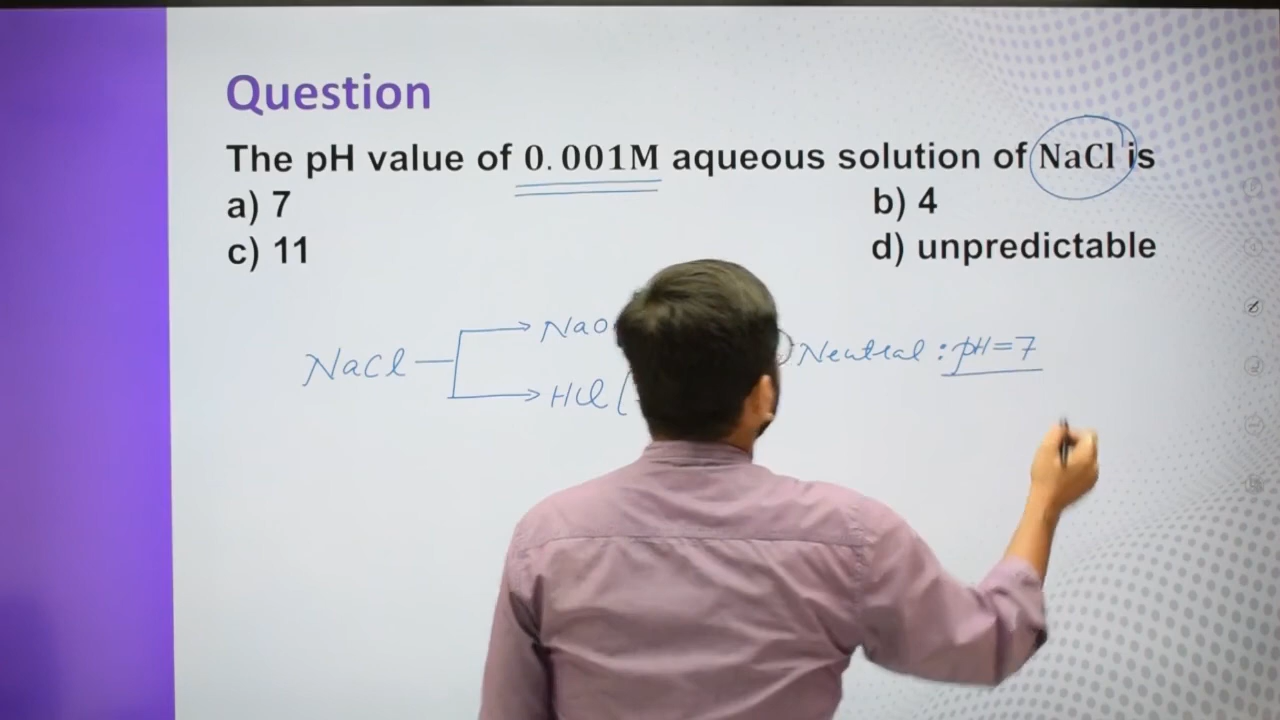 Question
The pH value of 0.001M aqueous solution of NaCl is
a) 7
b) 4
c) 11
d) unpredictable
NaCl
NaO
Neutral : pH=7
HCl (